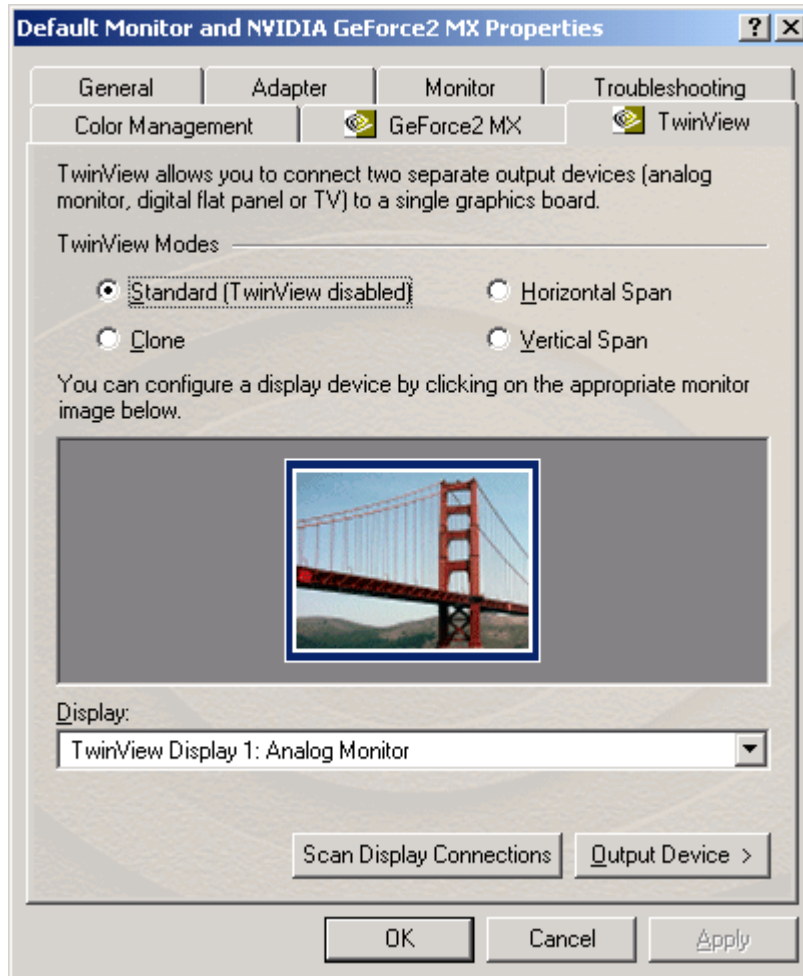 Default Monitor and NVIDIA GeForce2 MX Properties
General
Adapter
Monitor
Troubleshooting
Color Management
GeForce2 MX
TwinView
TwinView allows you to connect two separate output devices (analog
monitor, digital flat panel or TV) to a single graphics board.
TwinView Modes
Standard (TwinView disabled)
Horizontal Span
Clone
Vertical Span
You can configure a display device by clicking on the appropriate monitor
image below.
Display:
TwinView Display 1: Analog Monitor
Scan Display Connections
Output Device >
OK
Cancel
Apply